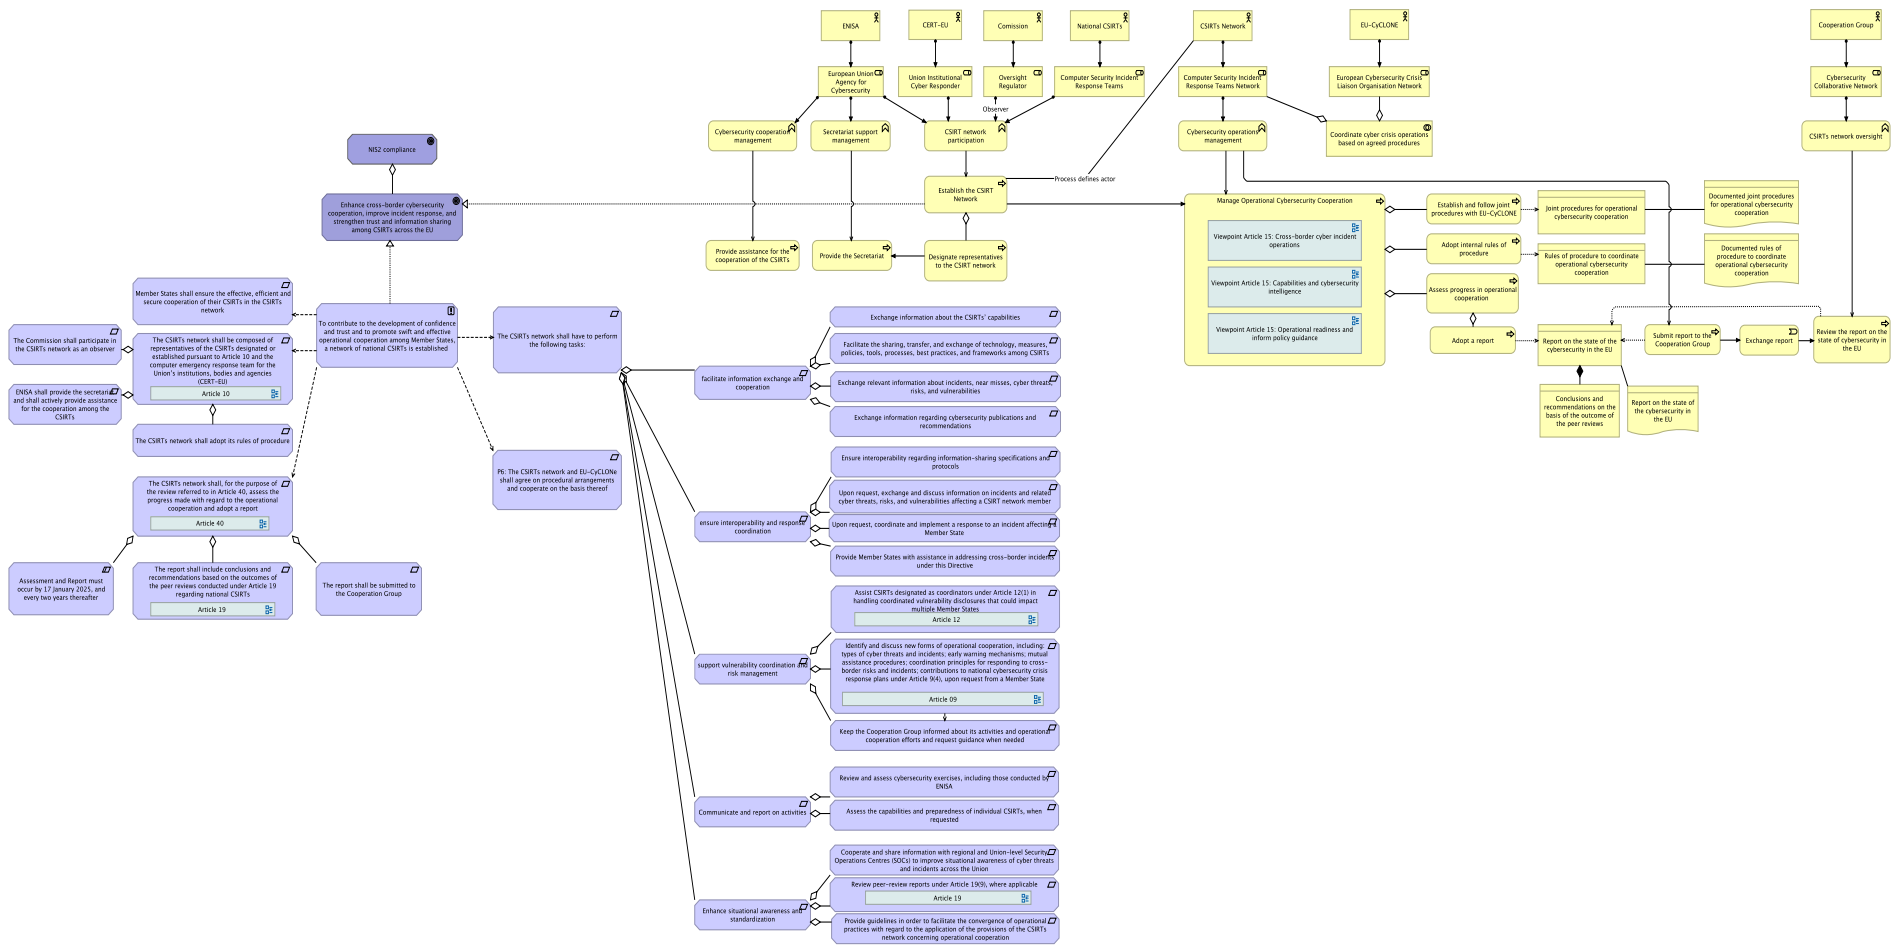 ENISA
CERT-EU
Comission
National CSIRTs
CSIRTs Network
EU-CyCLONE
Cooperation Group
European Union
Agency for
Cybersecurity
Union Institutional
Cyber Responder
Oversight
Regulator
Computer Security Incident
Response Teams
Computer Security Incident
Response Teams Network
European Cybersecurity Crisis
Liaison Organisation Network
Cybersecurity
Collaborative Network
Observer
Cybersecurity cooperation
management
Secretariat support
management
CSIRT network
participation
Cybersecurity operations
management
Coordinate cyber crisis operations
based on agreed procedures
CSIRTs network oversight
Process defines actor
Establish the CSIRT
Network
Provide assistance for the
cooperation of the CSIRTs
Provide the Secretariat
Designate representatives
to the CSIRT network
Manage Operational Cybersecurity Cooperation
Viewpoint Article 15: Cross-border cyber incident
operations
Viewpoint Article 15: Capabilities and cybersecurity
intelligence
Viewpoint Article 15: Operational readiness and
inform policy guidance
Establish and follow joint
procedures with EU-CyCLONE
Joint procedures for operational
cybersecurity cooperation
Documented joint procedures
for operational cybersecurity
cooperation
Adopt internal rules of
procedure
Rules of procedure to coordinate
operational cybersecurity
cooperation
Documented rules of
procedure to coordinate
operational cybersecurity
cooperation
Assess progress in operational
cooperation
Adopt a report
Report on the state of the
cybersecurity in the EU
Submit report to the
Cooperation Group
Exchange report
Review the report on the
state of cybersecurity in
the EU
Conclusions and
recommendations on the
basis of the outcome of
the peer reviews
Report on the state of
the cybersecurity in
the EU
NIS2 compliance
Enhance cross-border cybersecurity
cooperation, improve incident response, and
strengthen trust and information sharing
among CSIRTs across the EU
Member States shall ensure the effective, efficient and
secure cooperation of their CSIRTs in the CSIRTs
network
To contribute to the development of confidence
and trust and to promote swift and effective
operational cooperation among Member States,
a network of national CSIRTs is established
The Commission shall participate in
the CSIRTs network as an observer
The CSIRTs network shall be composed of
representatives of the CSIRTs designated or
established pursuant to Article 10 and the
computer emergency response team for the
Union's institutions, bodies and agencies
(CERT-EU)
Article 10
ENISA shall provide the secretariat
and shall actively provide assistance
for the cooperation among the
CSIRTs
The CSIRTs network shall adopt its rules of procedure
The CSIRTs network shall, for the purpose of
the review referred to in Article 40, assess the
progress made with regard to the operational
cooperation and adopt a report
Article 40
Assessment and Report must
occur by 17 January 2025, and
every two years thereafter
The report shall include conclusions and
recommendations based on the outcomes of
the peer reviews conducted under Article 19
regarding national CSIRTs
Article 19
The report shall be submitted to
the Cooperation Group
The CSIRTs network shall have to perform
the following tasks:
P6: The CSIRTs network and EU-CyCLONe
shall agree on procedural arrangements
and cooperate on the basis thereof
facilitate information exchange and
cooperation
Exchange information about the CSIRTs' capabilities
Facilitate the sharing, transfer, and exchange of technology, measures,
policies, tools, processes, best practices, and frameworks among CSIRTs
Exchange relevant information about incidents, near misses, cyber threats,
risks, and vulnerabilities
Exchange information regarding cybersecurity publications and
recommendations
ensure interoperability and response
coordination
Ensure interoperability regarding information-sharing specifications and
protocols
Upon request, exchange and discuss information on incidents and related
cyber threats, risks, and vulnerabilities affecting a CSIRT network member
Upon request, coordinate and implement a response to an incident affecting a
Member State
Provide Member States with assistance in addressing cross-border incidents
under this Directive
support vulnerability coordination and
risk management
Assist CSIRTs designated as coordinators under Article 12(1) in
handling coordinated vulnerability disclosures that could impact
multiple Member States
Article 12
Identify and discuss new forms of operational cooperation, including:
types of cyber threats and incidents; early warning mechanisms; mutual
assistance procedures; coordination principles for responding to cross-
border risks and incidents; contributions to national cybersecurity crisis
response plans under Article 9(4), upon request from a Member State
Article 09
Keep the Cooperation Group informed about its activities and operational
cooperation efforts and request guidance when needed
Communicate and report on activities
Review and assess cybersecurity exercises, including those conducted by
ENISA
Assess the capabilities and preparedness of individual CSIRTs, when
requested
Enhance situational awareness and
standardization
Cooperate and share information with regional and Union-level Security
Operations Centres (SOCs) to improve situational awareness of cyber threats
and incidents across the Union
Review peer-review reports under Article 19(9), where applicable
Article 19
Provide guidelines in order to facilitate the convergence of operational
practices with regard to the application of the provisions of the CSIRTs
network concerning operational cooperation